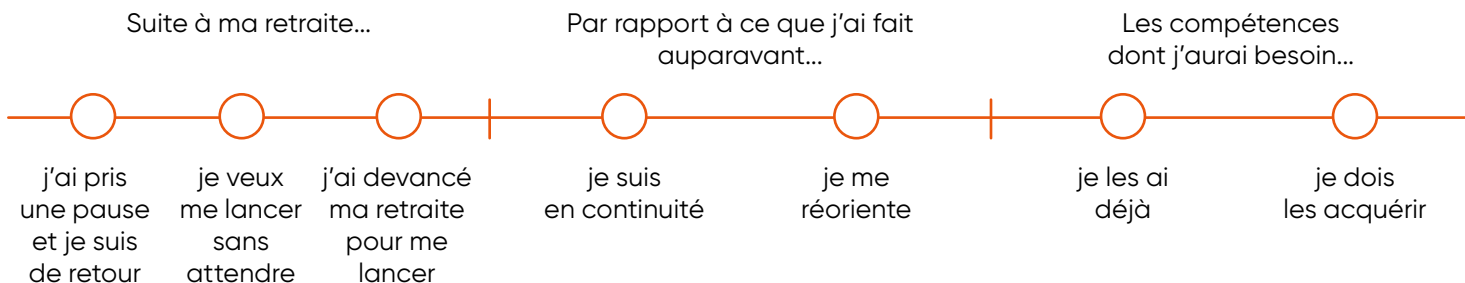 Suite à ma retraite...
Par rapport à ce que j'ai fait
auparavant...
Les compétences
dont j'aurai besoin...
j'ai pris
une pause
et je suis
de retour
je veux
me lancer
sans
attendre
j'ai devancé
ma retraite
pour me
lancer
je suis
en continuité
je me
réoriente
je les ai
déjà
je dois
les acquérir